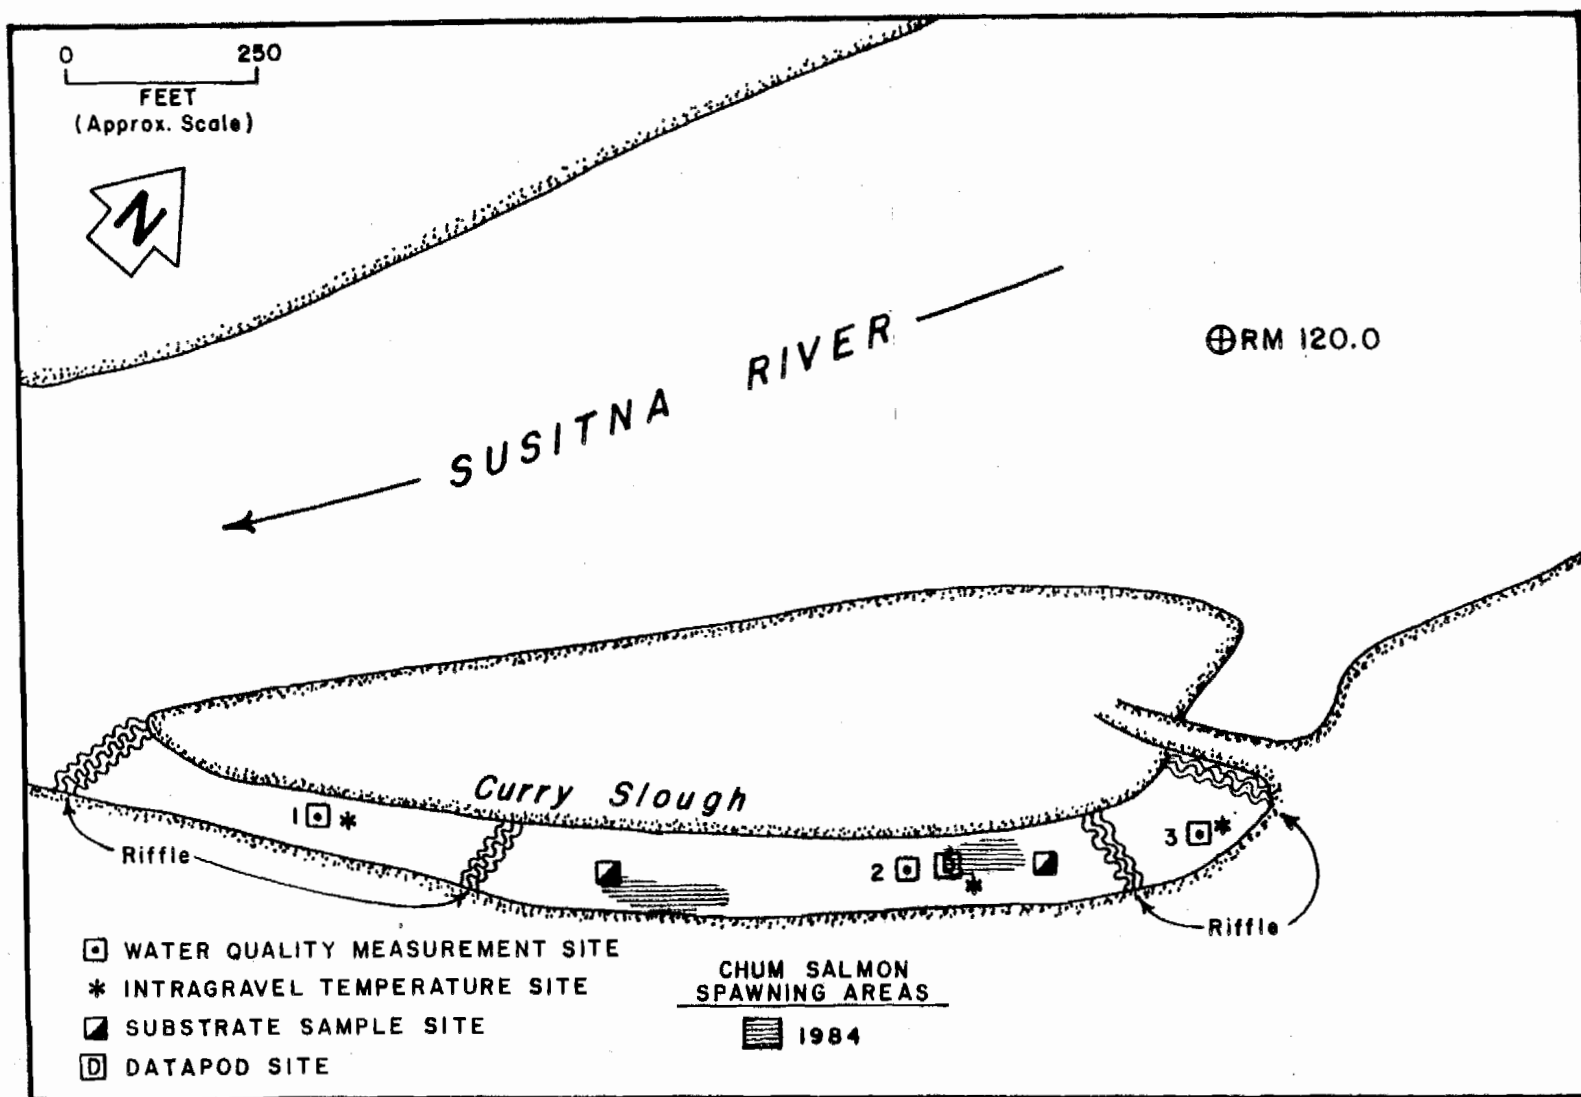 0 250
FEET
(Approx. Scale)
N
SUSITNA RIVER
RM 120.0
Curry Slough
1
Riffle
2
D
3
Riffle
WATER QUALITY MEASUREMENT SITE
* INTRAGRAVEL TEMPERATURE SITE
SUBSTRATE SAMPLE SITE
D DATAPOD SITE
CHUM SALMON
SPAWNING AREAS
1984